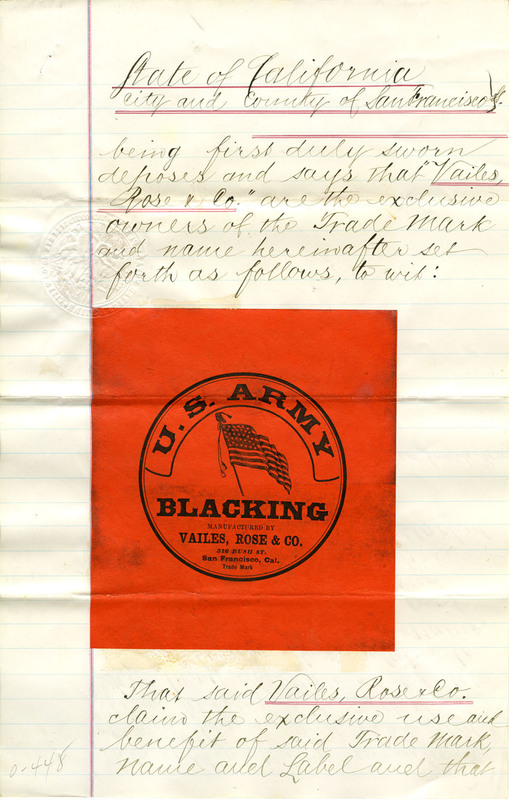 State of California
City and County of San Francisco
being first duly sworn
deposes and says that "Vailes,
Rose & Co." are the exclusive
owners of the Trade Mark
and name hereinafter set
forth as follows, to wit:
U.S. ARMY
BLACKING
MANUFACTURED BY
VAILES, ROSE & CO.
San Francisco, Cal.
Trade Mark
That said Vailes, Rose & Co.
claim the exclusive use and
benefit of said Trade Mark,
name and Label and that
0-448